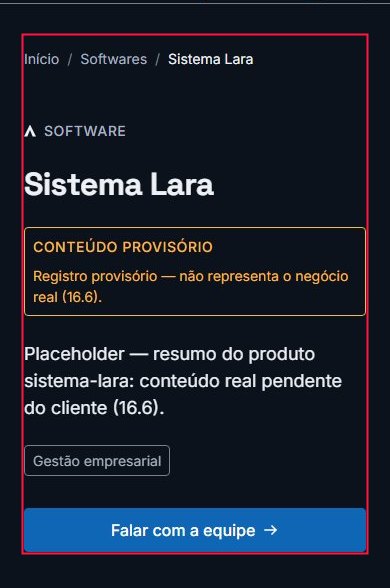 Início / Softwares / Sistema Lara
SOFTWARE
Sistema Lara
CONTEÚDO PROVISÓRIO
Registro provisório — não representa o negócio
real (16.6).
Placeholder — resumo do produto
sistema-lara: conteúdo real pendente
do cliente (16.6).
Gestão empresarial
Falar com a equipe →